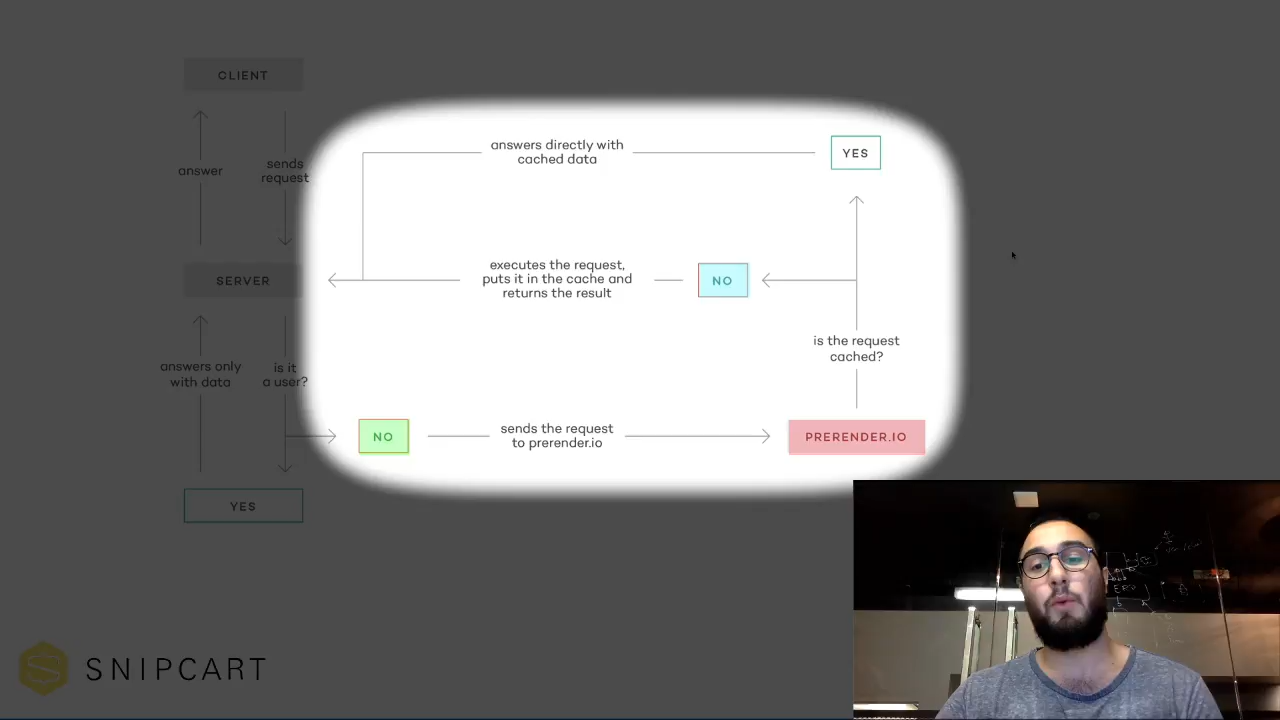 CLIENT
answer
sends
request
answers directly with
cached data
YES
SERVER
executes the request,
puts it in the cache and
returns the result
NO
is the request
cached?
answers only
with data
is it
a user?
NO
sends the request
to prerender.io
PRERENDER.IO
YES
SNIPCART